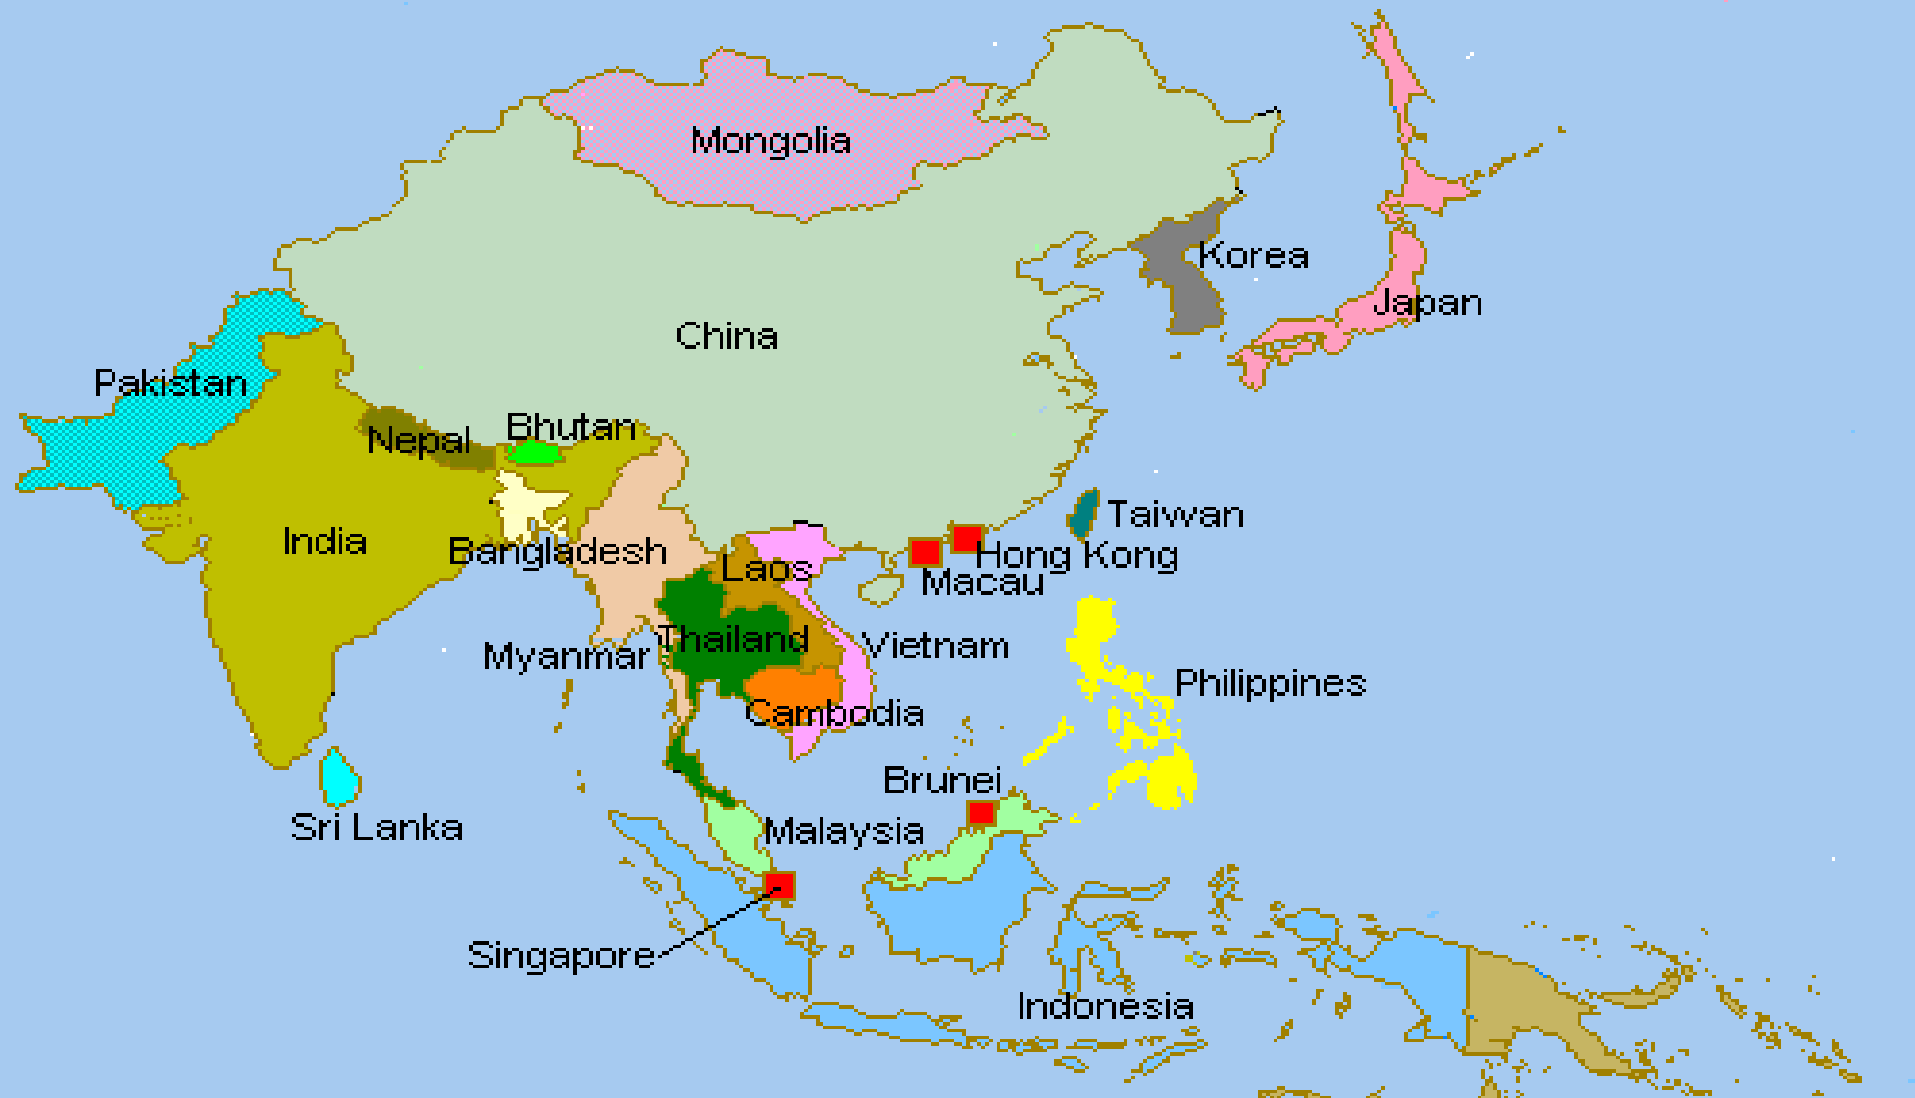 Mongolia
Korea
Japan
China
Pakistan
Bhutan
Nepal
Taiwan
India
Bangladesh
Hong Kong
Laos
Macau
Thailand
Vietnam
Myanmar
Philippines
Cambodia
Brunei
Sri Lanka
Malaysia
Singapore
Indonesia